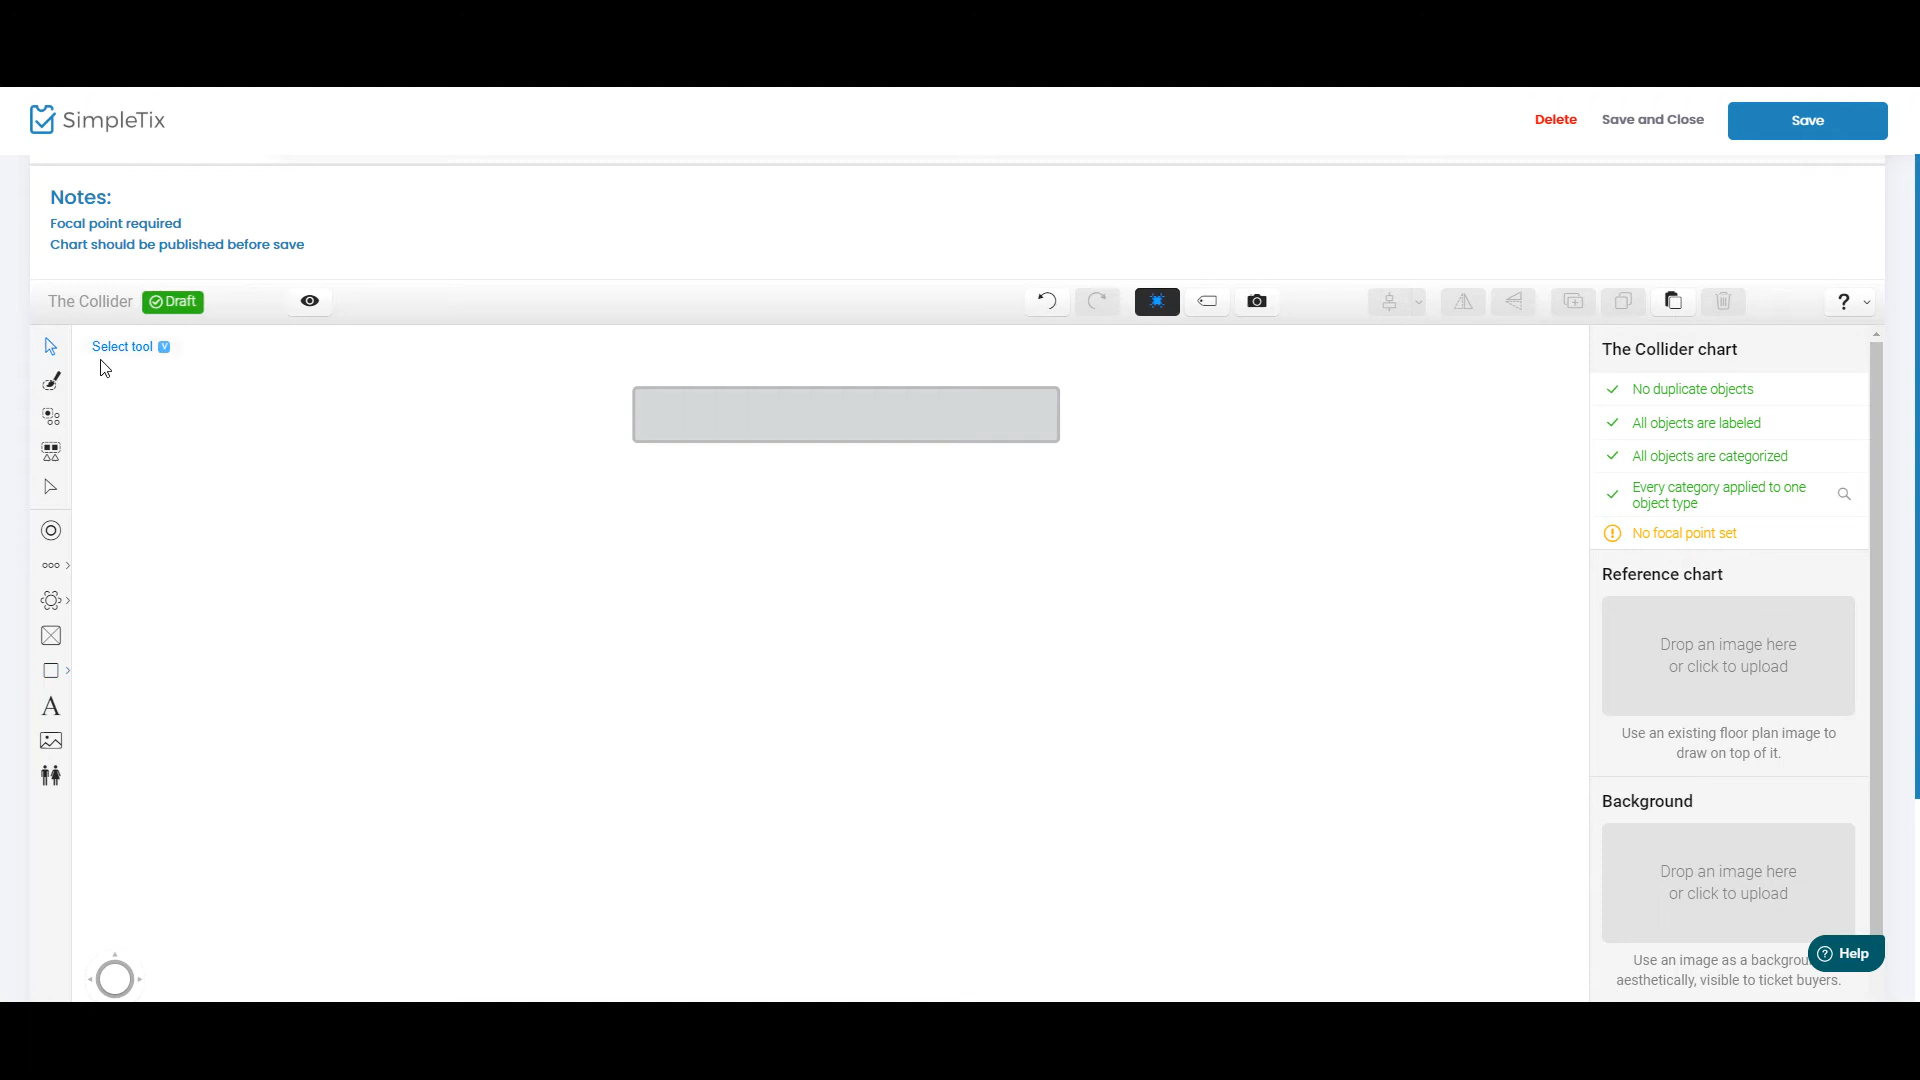 SimpleTix
Delete
Save and Close
Save
Notes:
Focal point required
Chart should be published before save
The Collider
Draft
?
Select tool V
A
The Collider chart
No duplicate objects
All objects are labeled
All objects are categorized
Every category applied to one
object type
No focal point set
Reference chart
Drop an image here
or click to upload
Use an existing floor plan image to
draw on top of it.
Background
Drop an image here
or click to upload
Use an image as a
aesthetically, visible to ticket buyers.
? Help